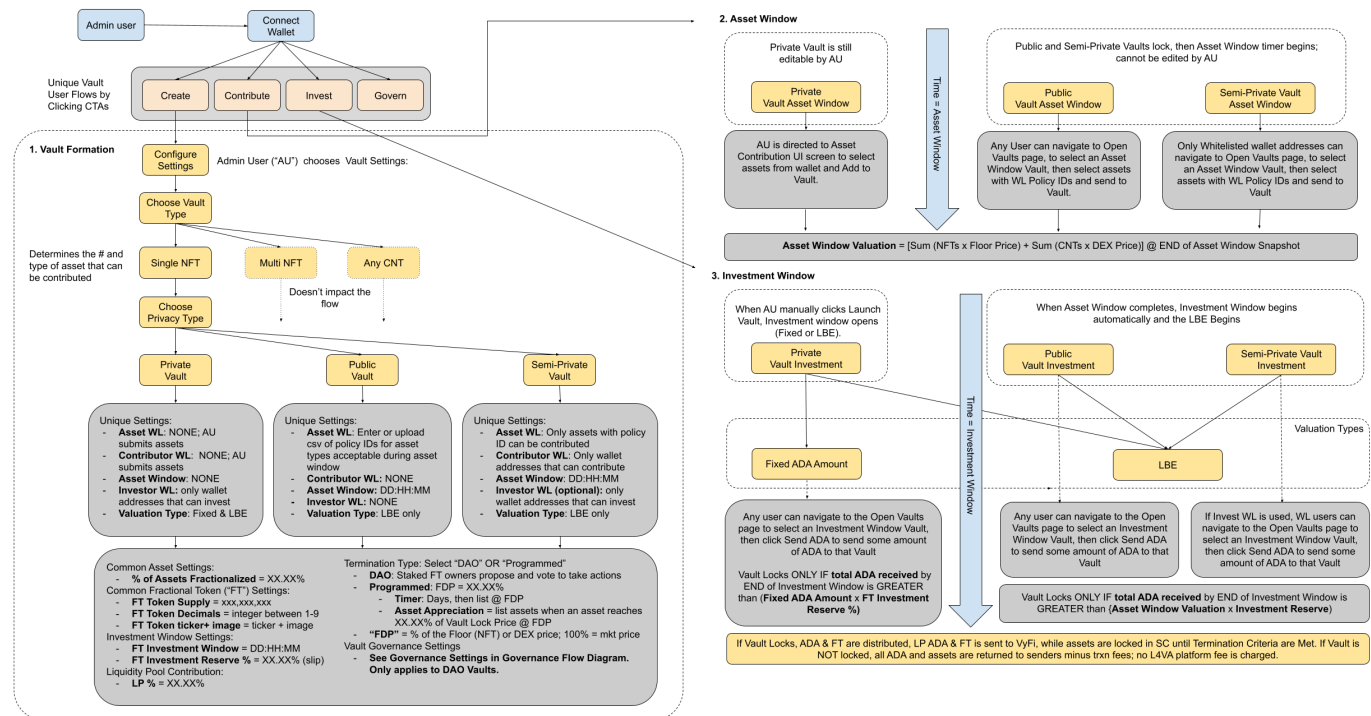 Admin user
Connect
Wallet
Unique Vault
User Flows by
Clicking CTAs
Create
Contribute
Invest
Govern
1. Vault Formation
Configure
Settings
Admin User (“AU”) chooses Vault Settings:
Choose Vault
Type
Determines the # and
type of asset that can
be contributed
Single NFT
Multi NFT
Any CNT
Doesn’t impact the
flow
Choose
Privacy Type
Private
Vault
Public
Vault
Semi-Private
Vault
Unique Settings:
- Asset WL: NONE; AU
submits assets
- Contributor WL: NONE; AU
submits assets
- Asset Window: NONE
- Investor WL: only wallet
addresses that can invest
- Valuation Type: Fixed & LBE
Unique Settings:
- Asset WL: Enter or upload
csv of policy IDs for asset
types acceptable during asset
window
- Contributor WL: NONE
- Asset Window: DD:HH:MM
- Investor WL: NONE
- Valuation Type: LBE only
Unique Settings:
- Asset WL: Only assets with policy
ID can be contributed
- Contributor WL: Only wallet
addresses that can contribute
- Asset Window: DD:HH:MM
- Investor WL (optional): only
wallet addresses that can invest
- Valuation Type: LBE only
Common Asset Settings:
- % of Assets Fractionalized = XX.XX%
Common Fractional Token (“FT”) Settings:
- FT Token Supply = xxx,xxx,xxx
- FT Token Decimals = integer between 1-9
- FT Token ticker+ image = ticker + image
Investment Window Settings:
- FT Investment Window = DD:HH:MM
- FT Investment Reserve % = XX.XX% (slip)
Liquidity Pool Contribution:
- LP % = XX.XX%
Termination Type: Select “DAO” OR “Programmed”
- DAO: Staked FT owners propose and vote to take actions
- Programmed: FDP = XX.XX%
- Timer: Days, then list @ FDP
- Asset Appreciation = list assets when an asset reaches
XX.XX% of Vault Lock Price @ FDP
- “FDP” = % of the Floor (NFT) or DEX price; 100% = mkt price
Vault Governance Settings
- See Governance Settings in Governance Flow Diagram.
Only applies to DAO Vaults.
2. Asset Window
Private Vault is still
editable by AU
Private
Vault Asset Window
Time = Asset Window
Public and Semi-Private Vaults lock, then Asset Window timer begins;
cannot be edited by AU
Public
Vault Asset Window
Semi-Private Vault
Asset Window
AU is directed to Asset
Contribution UI screen to select
assets from wallet and Add to
Vault.
Any User can navigate to Open
Vaults page, to select an Asset
Window Vault, then select assets
with WL Policy IDs and send to
Vault.
Only Whitelisted wallet addresses can
navigate to Open Vaults page, to select
an Asset Window Vault, then select
assets with WL Policy IDs and send to
Vault
Asset Window Valuation = [Sum (NFTs x Floor Price) + Sum (CNTs x DEX Price)] @ END of Asset Window Snapshot
3. Investment Window
When AU manually clicks Launch
Vault, Investment window opens
(Fixed or LBE).
Private
Vault Investment
Time = Investment Window
When Asset Window completes, Investment Window begins
automatically and the LBE Begins
Public
Vault Investment
Semi-Private Vault
Investment
Valuation Types
Fixed ADA Amount
LBE
Any user can navigate to the Open Vaults
page to select an Investment Window Vault,
then click Send ADA to send some amount
of ADA to that Vault
Vault Locks ONLY IF total ADA received by
END of Investment Window is GREATER
than (Fixed ADA Amount x FT Investment
Reserve %)
Any user can navigate to the Open
Vaults page to select an Investment
Window Vault, then click Send ADA
to send some amount of ADA to that
Vault
If Invest WL is used, WL users can
navigate to the Open Vaults page to
select an Investment Window Vault,
then click Send ADA to send some
amount of ADA to that Vault
Vault Locks ONLY IF total ADA received by END of Investment Window is
GREATER than {Asset Window Valuation x Investment Reserve)
If Vault Locks, ADA & FT are distributed, LP ADA & FT is sent to VyFi, while assets are locked in SC until Termination Criteria are Met. If Vault is
NOT locked, all ADA and assets are returned to senders minus trxn fees; no L4VA platform fee is charged.